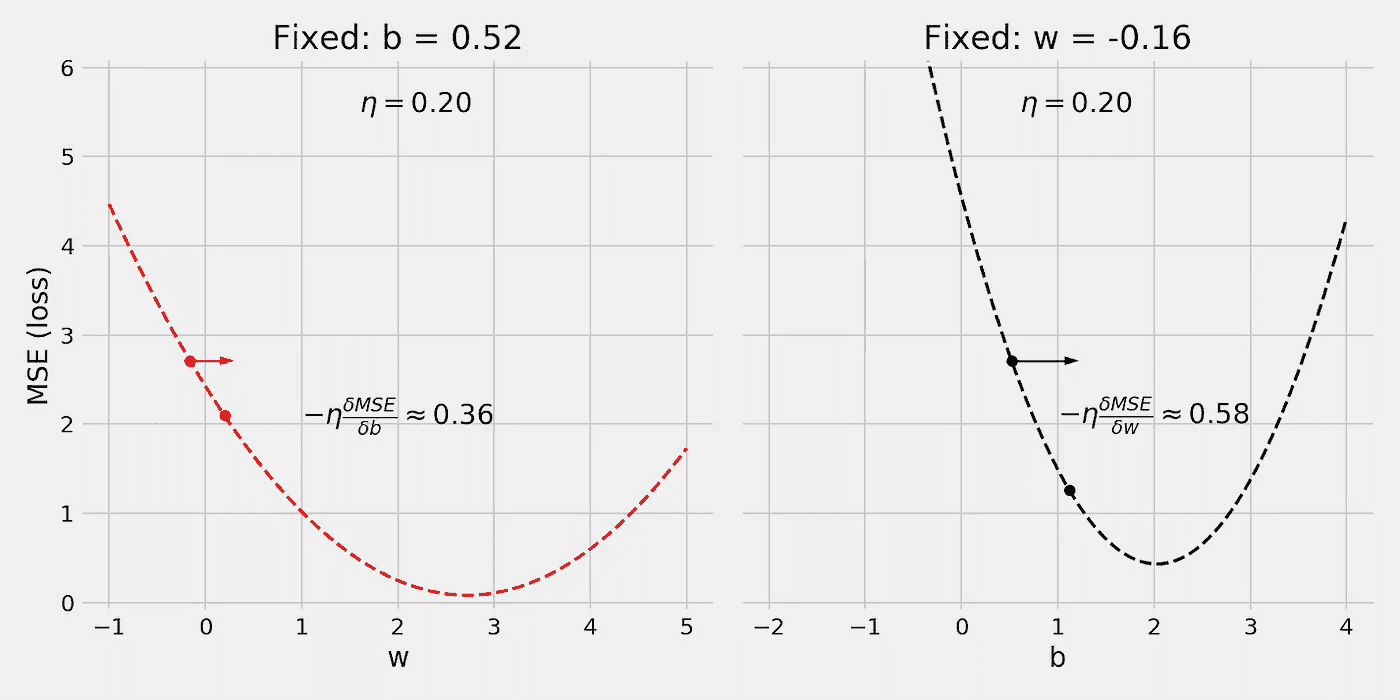 Fixed: b = 0.52
η = 0.20
6
5
4
3
2
1
0
MSE (loss)
−η δMSE/δb ≈ 0.36
−1 0 1 2 3 4 5
w
Fixed: w = -0.16
η = 0.20
−η δMSE/δw ≈ 0.58
−2 −1 0 1 2 3 4
b